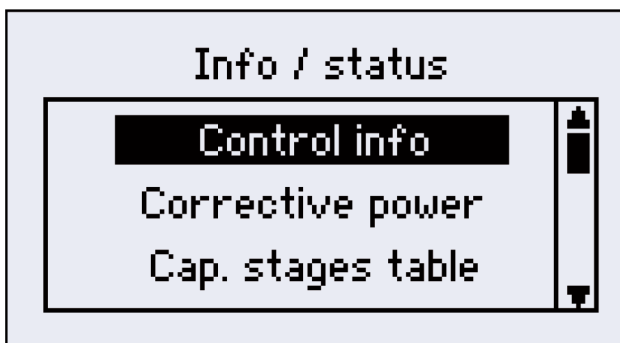 Info / status
Control info
Corrective power
Cap. stages table